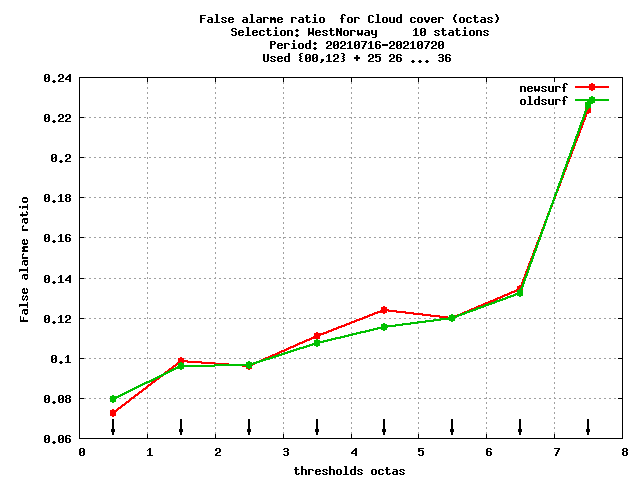 False alarme ratio  for Cloud cover (octas)
Selection: WestNorway     10 stations
Period: 20210716-20210720
Used {00,12} + 25 26 ... 36
newsurf
oldsurf
0.24
0.22
0.2
0.18
0.16
0.14
0.12
0.1
0.08
0.06
False alarme ratio
0 1 2 3 4 5 6 7 8
thresholds octas